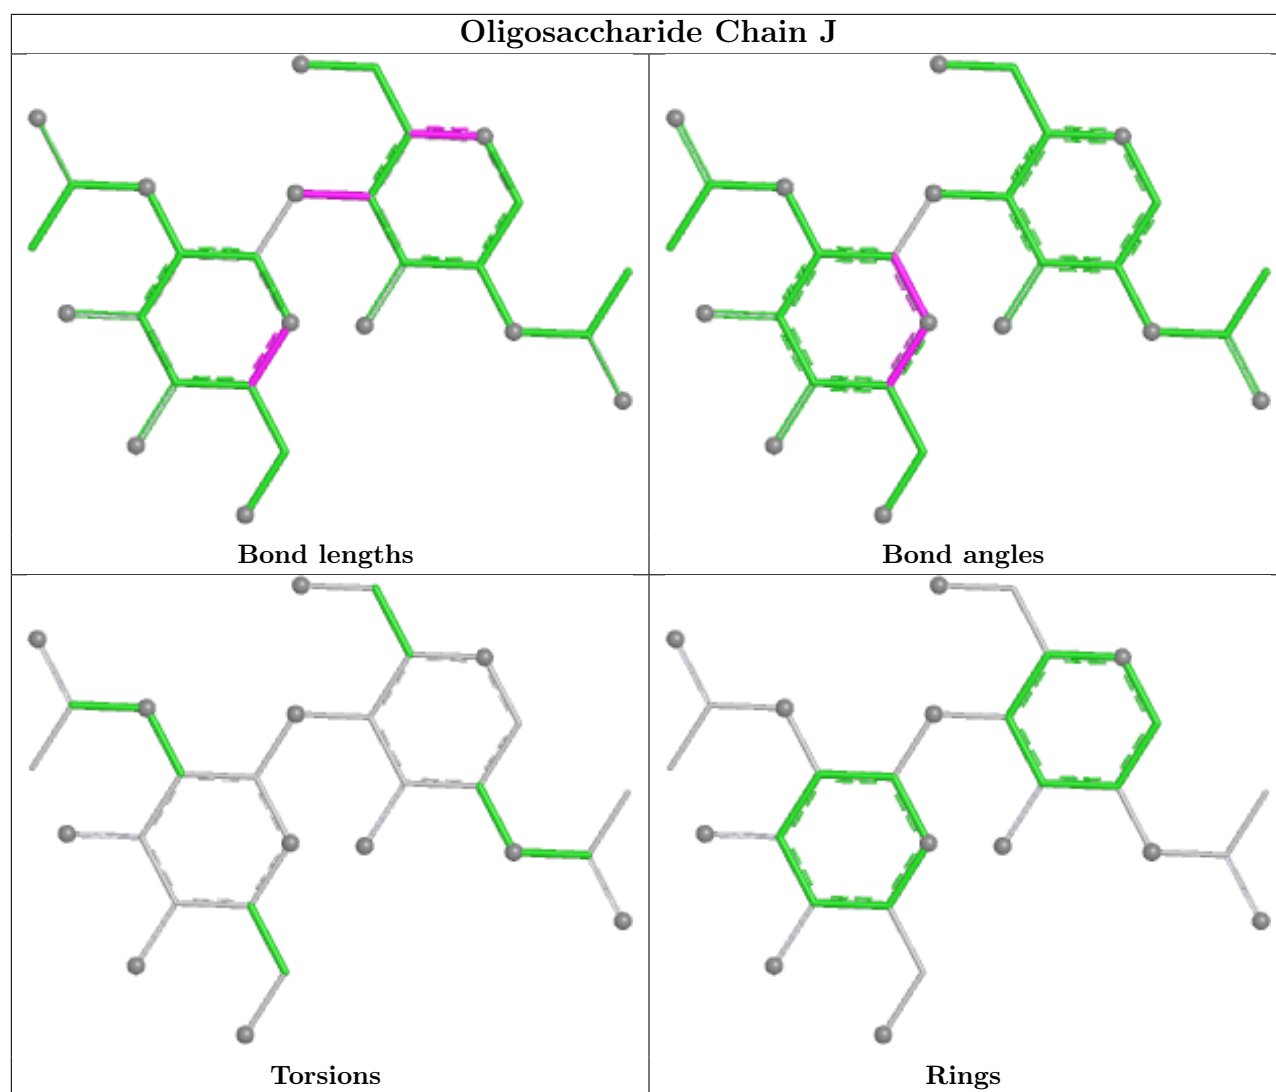 Oligosaccharide Chain J
Bond lengths
Bond angles
Torsions
Rings